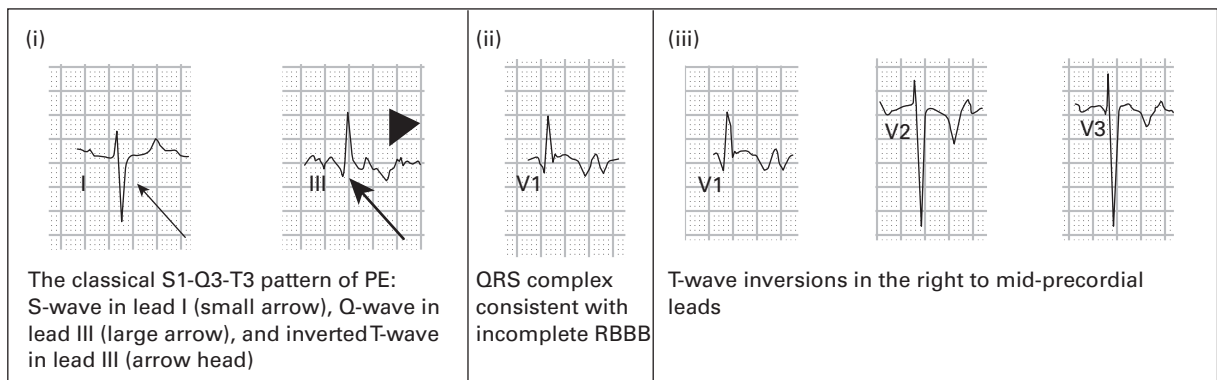 (i)
I
III
The classical S1-Q3-T3 pattern of PE:
S-wave in lead I (small arrow), Q-wave in
lead III (large arrow), and inverted T-wave
in lead III (arrow head)
(ii)
V1
QRS complex
consistent with
incomplete RBBB
(iii)
V1
V2
V3
T-wave inversions in the right to mid-precordial
leads